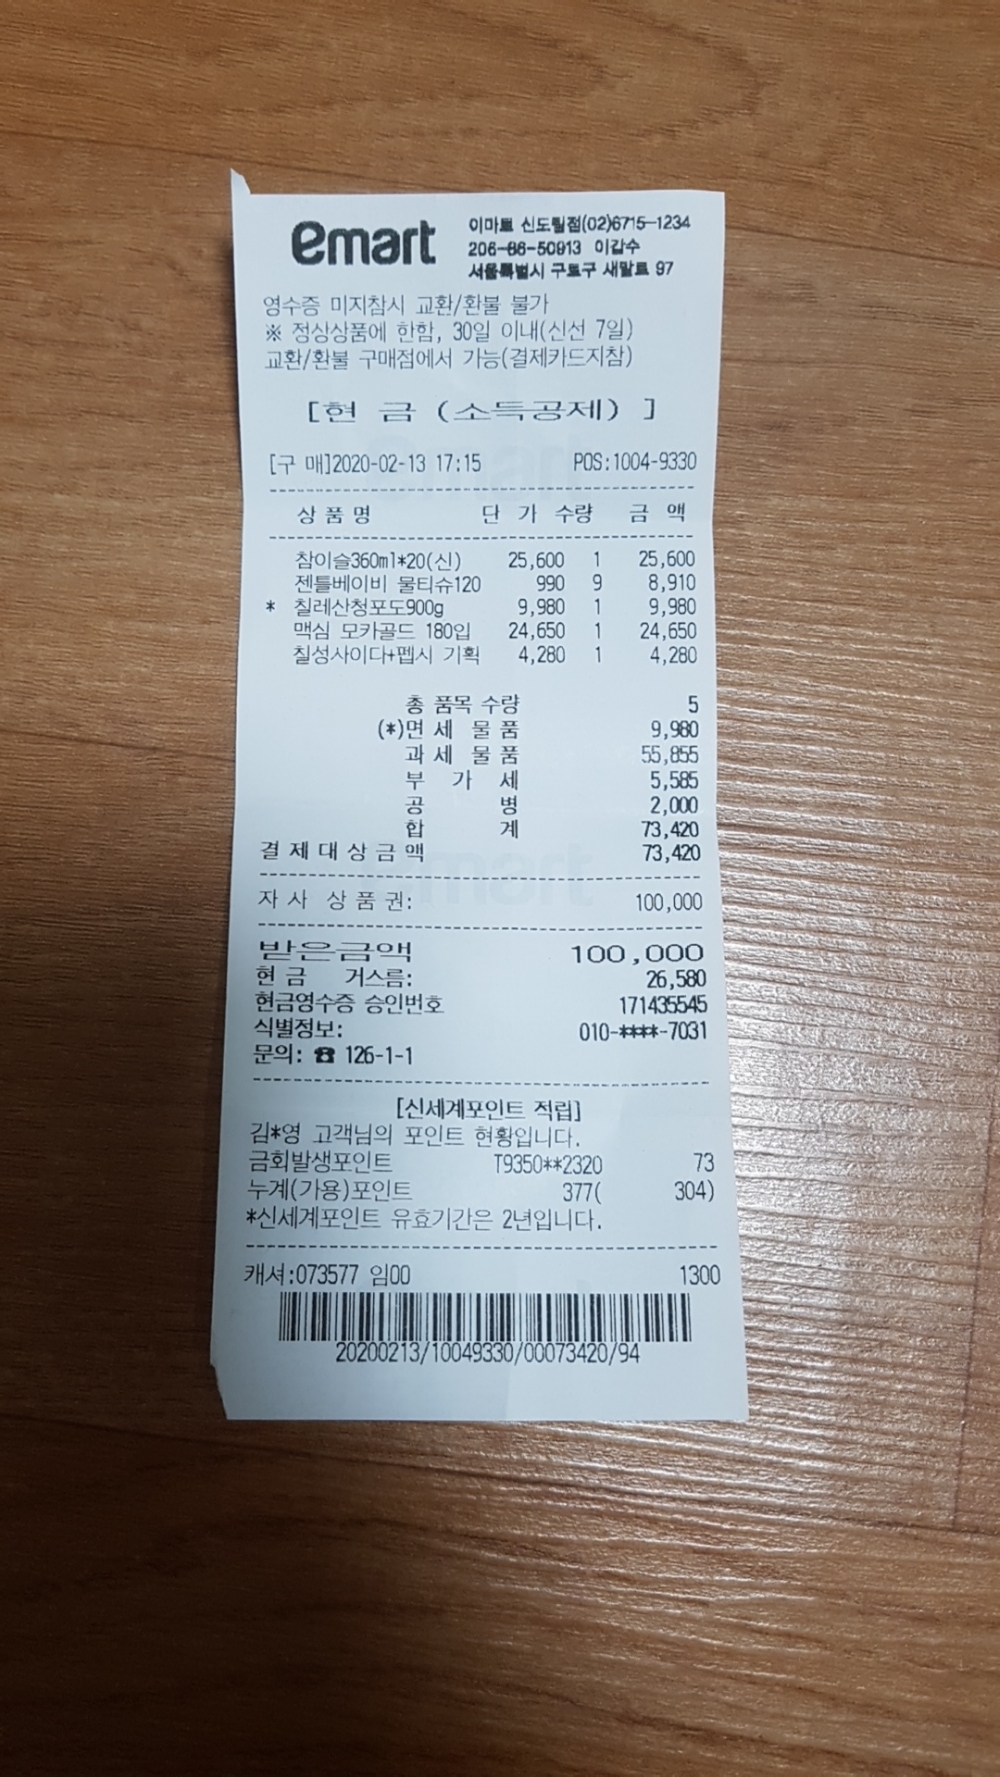 emart
이마트 신도림점(02)6715-1234
206-86-50913 이갑수
서울특별시 구로구 새말로 97
영수증 미지참시 교환/환불 불가
※ 정상상품에 한함, 30일 이내(신선 7일)
교환/환불 구매점에서 가능(결제카드지참)
[현 금 (소득공제) ]
[구 매]2020-02-13 17:15 POS:1004-9330
상 품 명 단 가 수량 금 액
참이슬360ml*20(신) 25,600 1 25,600
젠틀베이비 물티슈120 990 9 8,910
* 칠레산청포도900g 9,980 1 9,980
맥심 모카골드 180입 24,650 1 24,650
칠성사이다+펩시 기획 4,280 1 4,280
총 품목 수량 5
(*)면 세 물 품 9,980
과 세 물 품 55,855
부 가 세 5,585
공 병 2,000
합 계 73,420
결 제 대 상 금 액 73,420
자 사 상 품 권: 100,000
받은금액 100,000
현 금 거스름: 26,580
현금영수증 승인번호 171435545
식별정보: 010-****-7031
문의: ☎ 126-1-1
[신세계포인트 적립]
김*영 고객님의 포인트 현황입니다.
금회발생포인트 T9350**2320 73
누계(가용)포인트 377( 304)
*신세계포인트 유효기간은 2년입니다.
캐셔:073577 임00 1300
20200213/10049330/00073420/94